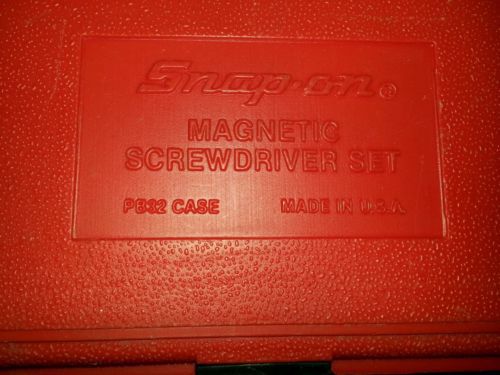 Snap-on®
MAGNETIC
SCREWDRIVER SET
PB32 CASE MADE IN U.S.A.